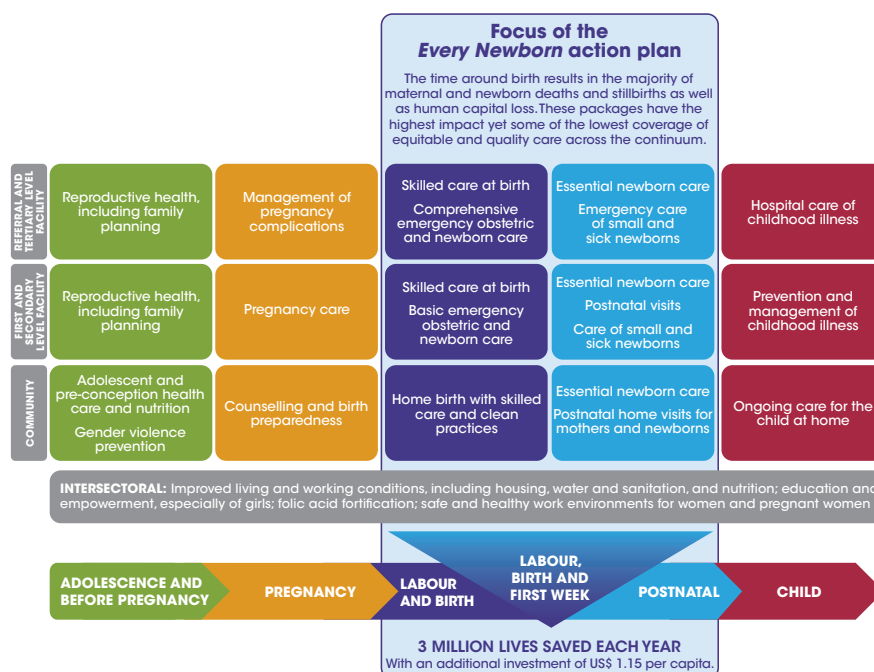 Focus of the
Every Newborn action plan
The time around birth results in the majority of
maternal and newborn deaths and stillbirths as well
as human capital loss. These packages have the
highest impact yet some of the lowest coverage of
equitable and quality care across the continuum.
REFERRAL AND
TERTIARY LEVEL
FACILITY
Reproductive health,
including family
planning
Management of
pregnancy
complications
Skilled care at birth
Comprehensive
emergency obstetric
and newborn care
Essential newborn care
Emergency care
of small and
sick newborns
Hospital care of
childhood illness
FIRST AND
SECONDARY
LEVEL FACILITY
Reproductive health,
including family
planning
Pregnancy care
Skilled care at birth
Basic emergency
obstetric and
newborn care
Essential newborn care
Postnatal visits
Care of small and
sick newborns
Prevention and
management of
childhood illness
COMMUNITY
Adolescent and
pre-conception health
care and nutrition
Gender violence
prevention
Counselling and birth
preparedness
Home birth with skilled
care and clean
practices
Essential newborn care
Postnatal home visits for
mothers and newborns
Ongoing care for the
child at home
INTERSECTORAL: Improved living and working conditions, including housing, water and sanitation, and nutrition; education and
empowerment, especially of girls; folic acid fortification; safe and healthy work environments for women and pregnant women
ADOLESCENCE AND
BEFORE PREGNANCY
PREGNANCY
LABOUR
AND BIRTH
LABOUR,
BIRTH AND
FIRST WEEK
POSTNATAL
CHILD
3 MILLION LIVES SAVED EACH YEAR
With an additional investment of US$ 1.15 per capita.